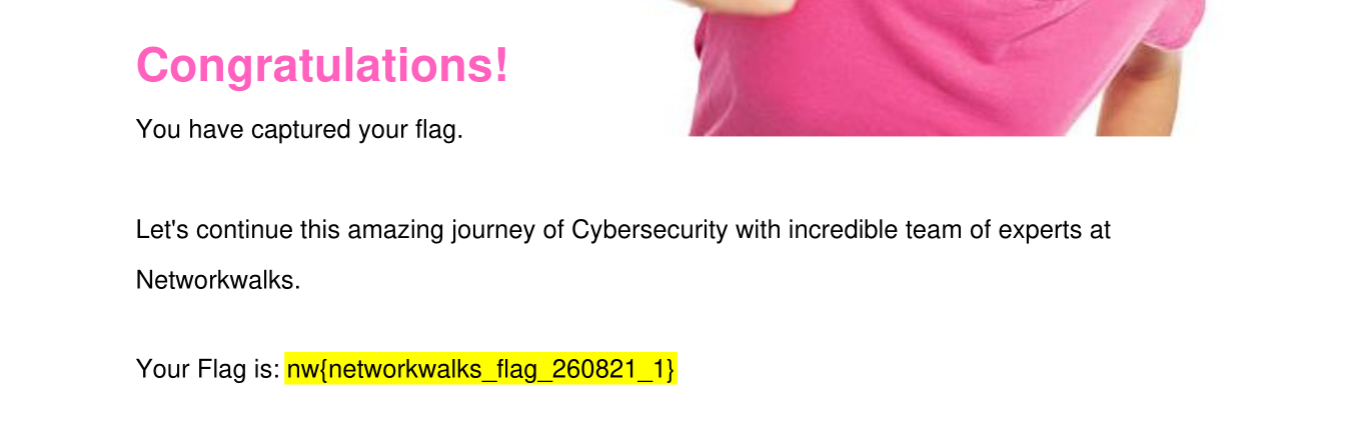 Congratulations!
You have captured your flag.
Let's continue this amazing journey of Cybersecurity with incredible team of experts at
Networkwalks.
Your Flag is: nw{networkwalks_flag_260821_1}